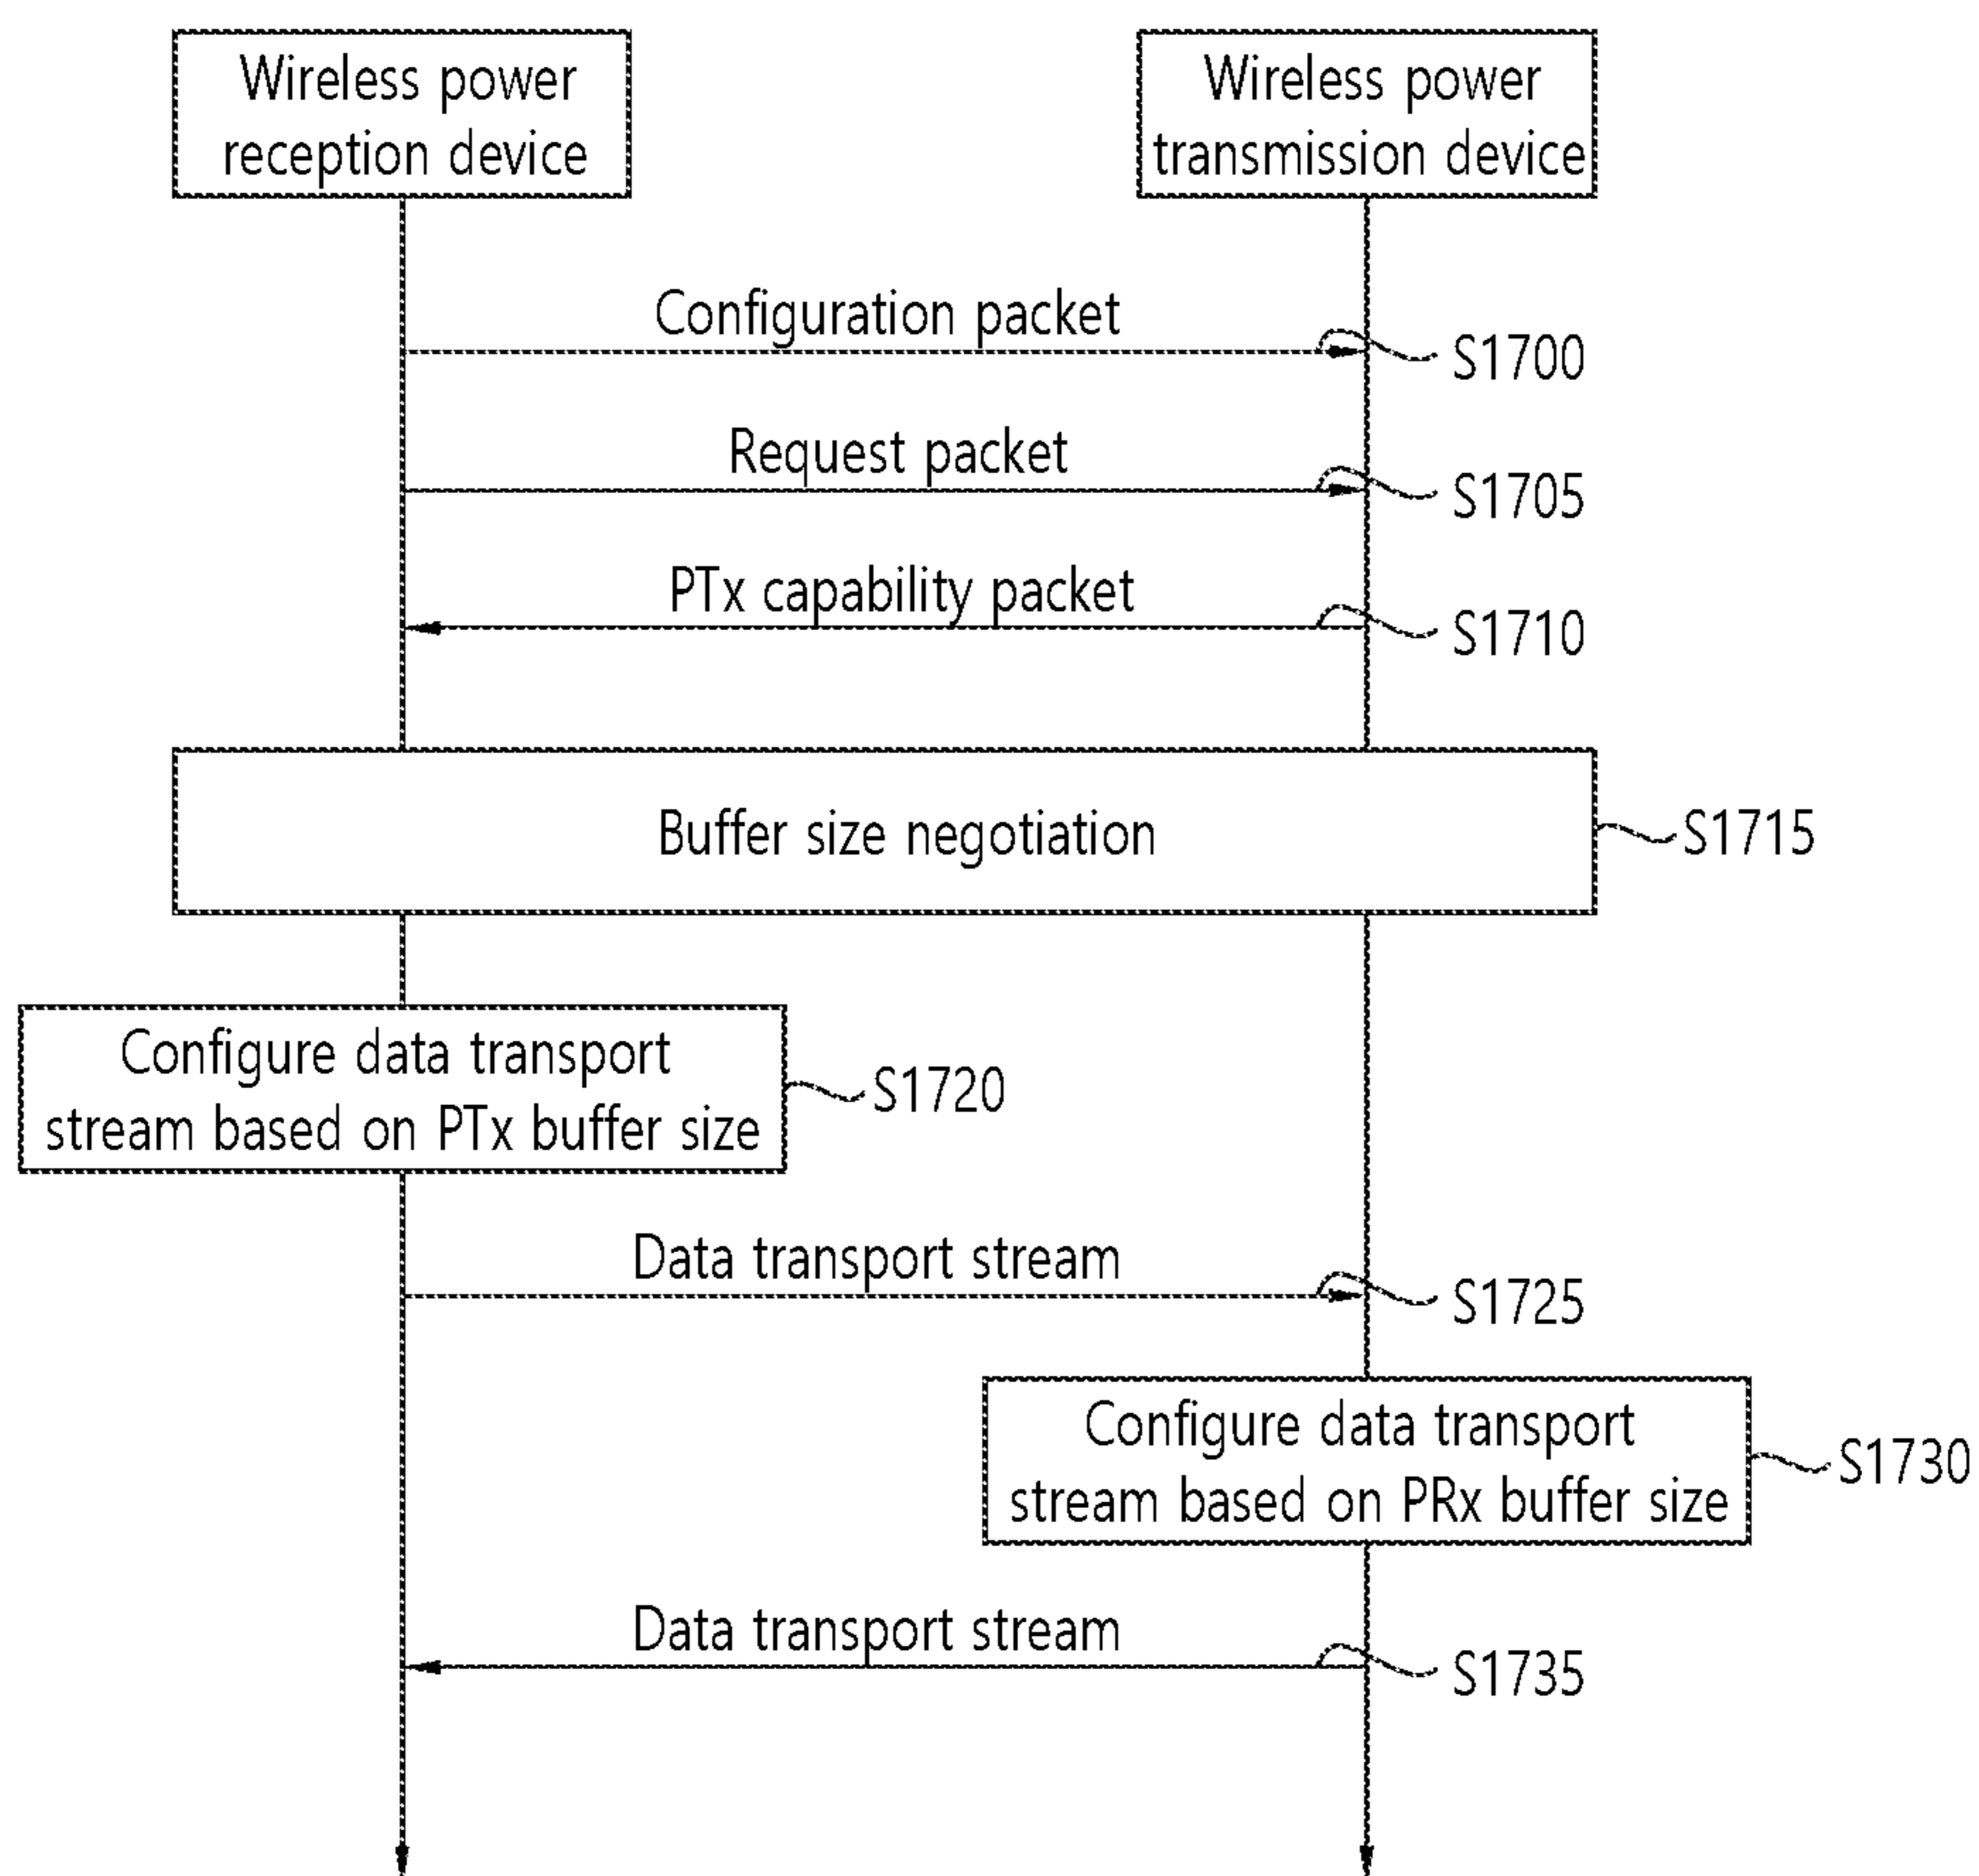 Wireless power
reception device
Wireless power
transmission device
Configuration packet
S1700
Request packet
S1705
PTx capability packet
S1710
Buffer size negotiation
S1715
Configure data transport
stream based on PTx buffer size
S1720
Data transport stream
S1725
Configure data transport
stream based on PRx buffer size
S1730
Data transport stream
S1735